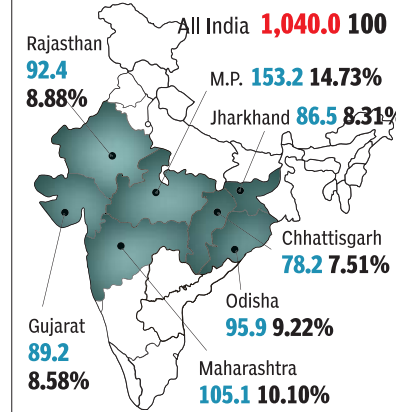 All India 1,040.0 100
Rajasthan
92.4
8.88%
M.P. 153.2 14.73%
Jharkhand 86.5 8.31%
Chhattisgarh
78.2 7.51%
Odisha
95.9 9.22%
Gujarat
89.2
8.58%
Maharashtra
105.1 10.10%